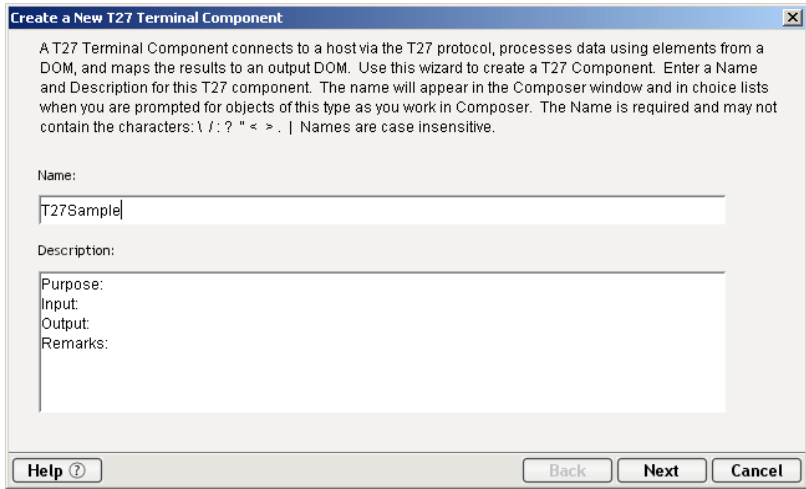 Create a New T27 Terminal Component
A T27 Terminal Component connects to a host via the T27 protocol, processes data using elements from a
DOM, and maps the results to an output DOM.  Use this wizard to create a T27 Component.  Enter a Name
and Description for this T27 component.  The name will appear in the Composer window and in choice lists
when you are prompted for objects of this type as you work in Composer.  The Name is required and may not
contain the characters: \ / : ? " < > . |  Names are case insensitive.
Name:
T27Sample
Description:
Purpose:
Input:
Output:
Remarks:
Help ? Back Next Cancel